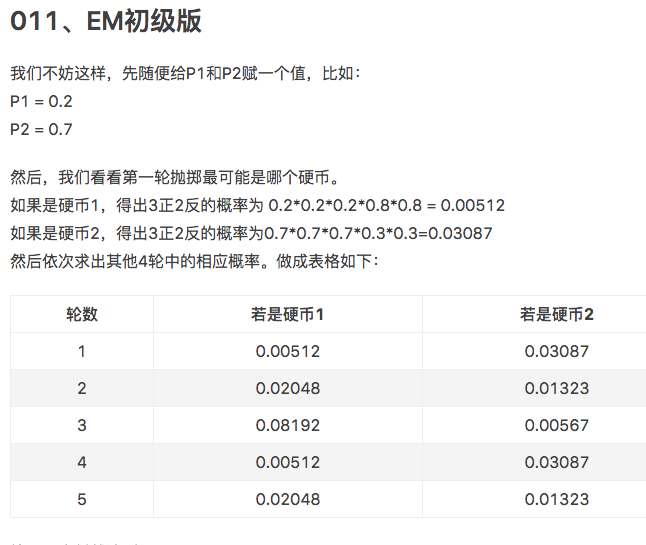 011、EM初级版
我们不妨这样，先随便给P1和P2赋一个值，比如：
P1 = 0.2
P2 = 0.7
然后，我们看看第一轮抛掷最可能是哪个硬币。
如果是硬币1，得出3正2反的概率为 0.2*0.2*0.2*0.8*0.8 = 0.00512
如果是硬币2，得出3正2反的概率为0.7*0.7*0.7*0.3*0.3=0.03087
然后依次求出其他4轮中的相应概率。做成表格如下：
轮数 若是硬币1 若是硬币2
1 0.00512 0.03087
2 0.02048 0.01323
3 0.08192 0.00567
4 0.00512 0.03087
5 0.02048 0.01323